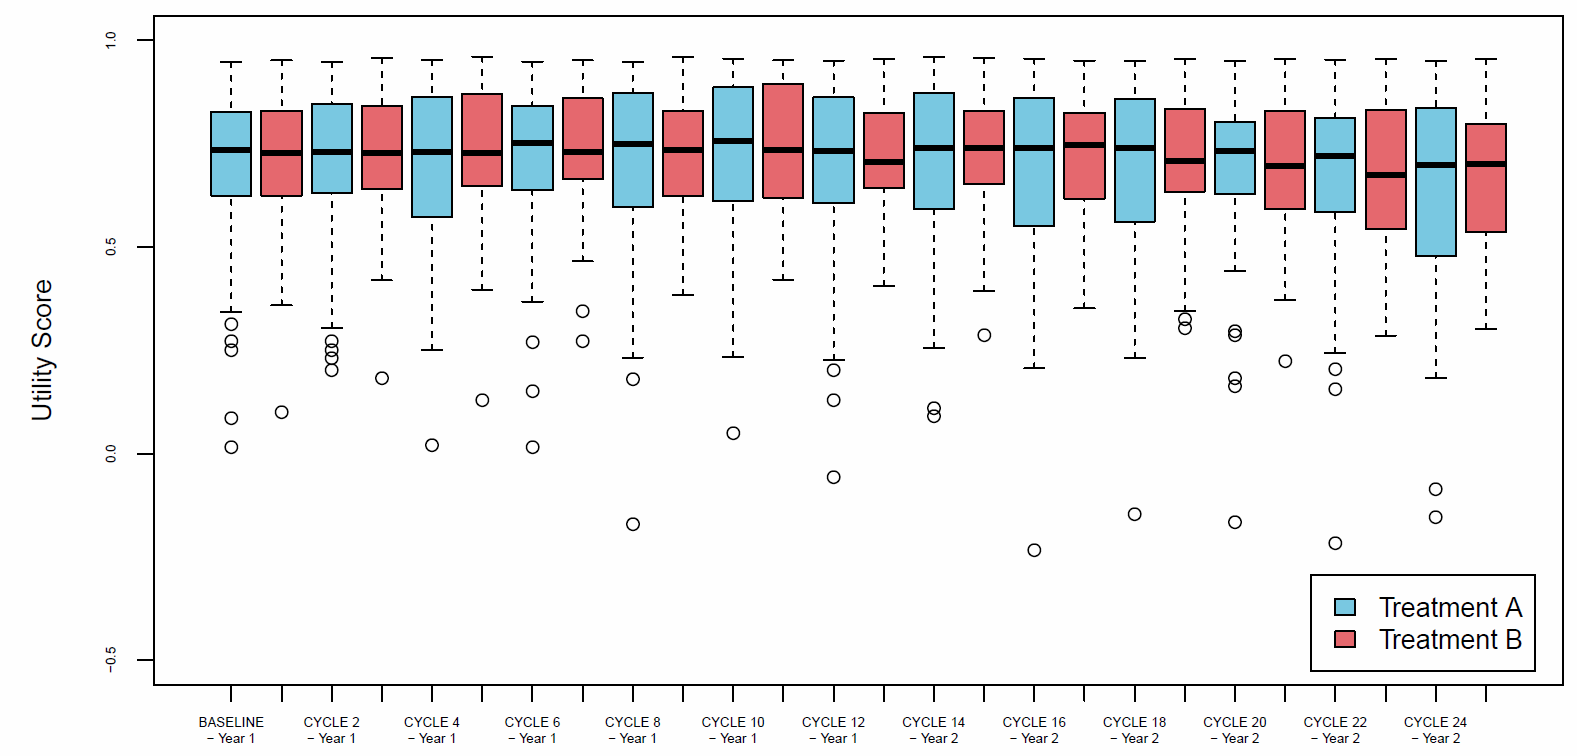 1.0
0.5
0.0
−0.5
Utility Score
BASELINE
− Year 1
CYCLE 2
− Year 1
CYCLE 4
− Year 1
CYCLE 6
− Year 1
CYCLE 8
− Year 1
CYCLE 10
− Year 1
CYCLE 12
− Year 1
CYCLE 14
− Year 2
CYCLE 16
− Year 2
CYCLE 18
− Year 2
CYCLE 20
− Year 2
CYCLE 22
− Year 2
CYCLE 24
− Year 2
Treatment A
Treatment B